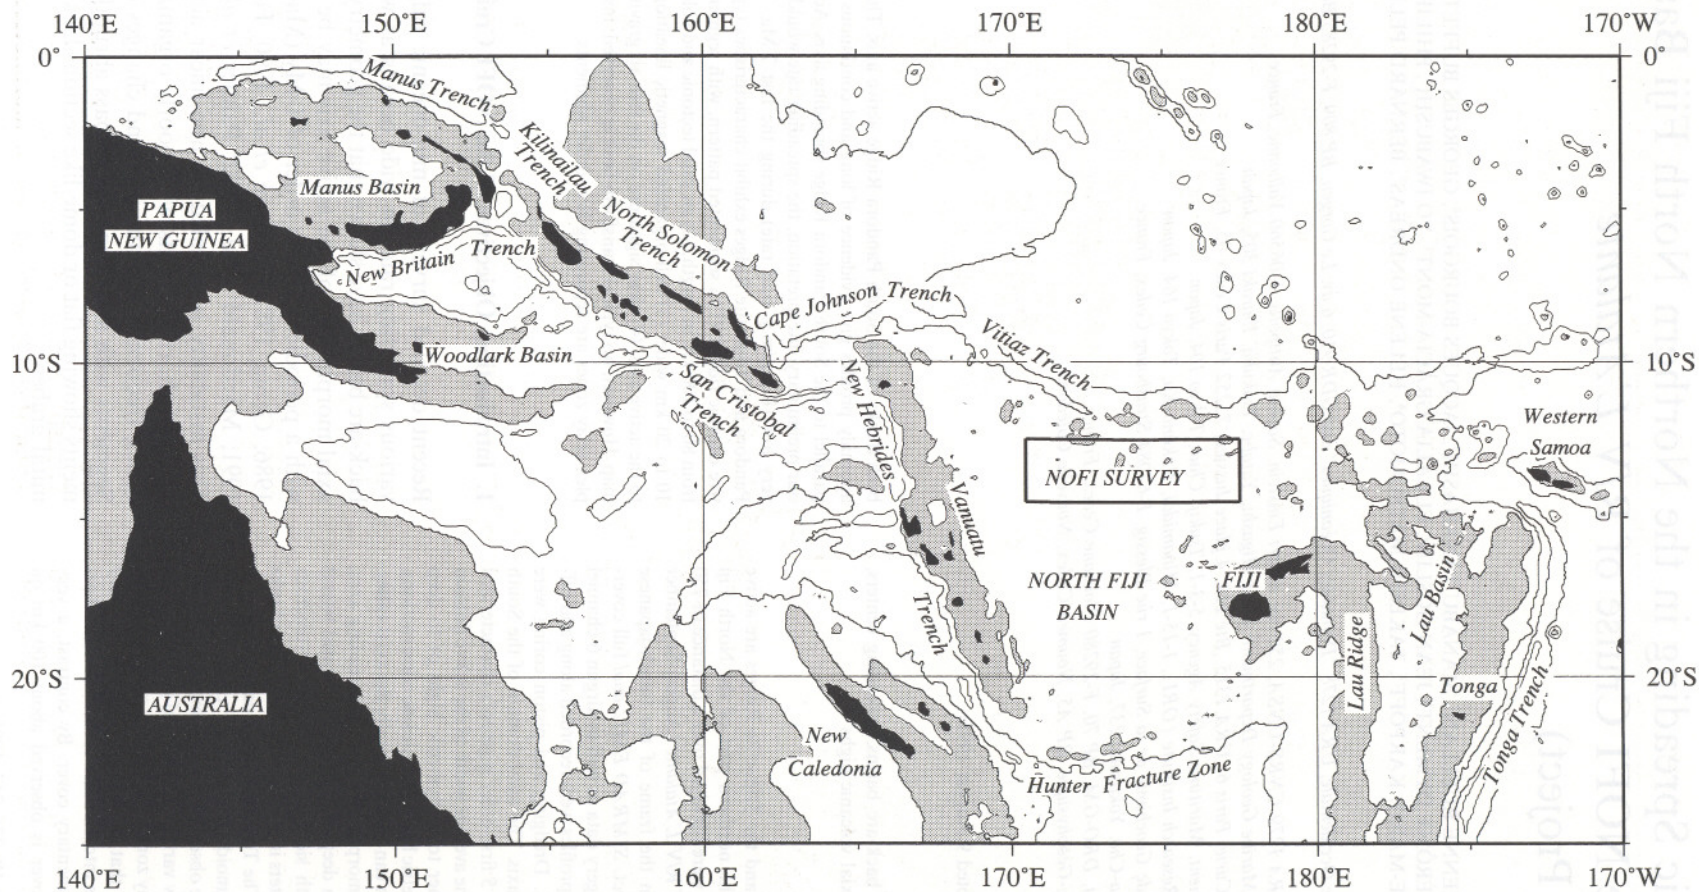 140˚E 150˚E 160˚E 170˚E 180˚E 170˚W
0˚ 0˚
Manus Trench
Kilinailau
Trench
Manus Basin
North Solomon
Trench
PAPUA
NEW GUINEA
New Britain Trench
Cape Johnson Trench
Vitiaz Trench
Woodlark Basin
10˚S 10˚S
San Cristobal
Trench
New Hebrides
Trench
Vanuatu
NOFI SURVEY
Western
Samoa
NORTH FIJI
BASIN
FIJI
Lau Basin
Lau Ridge
20˚S 20˚S
AUSTRALIA
Tonga
Tonga Trench
New
Caledonia
Hunter Fracture Zone
140˚E 150˚E 160˚E 170˚E 180˚E 170˚W